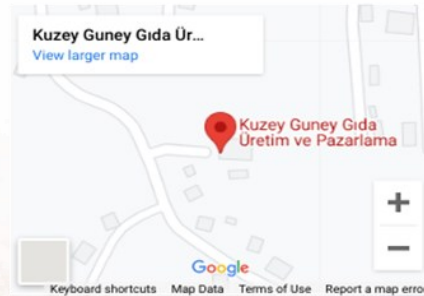 Kuzey Guney Gıda Ür...
View larger map
Kuzey Guney Gıda
Üretim ve Pazarlama
+
−
Google
Keyboard shortcuts Map Data Terms of Use Report a map erro